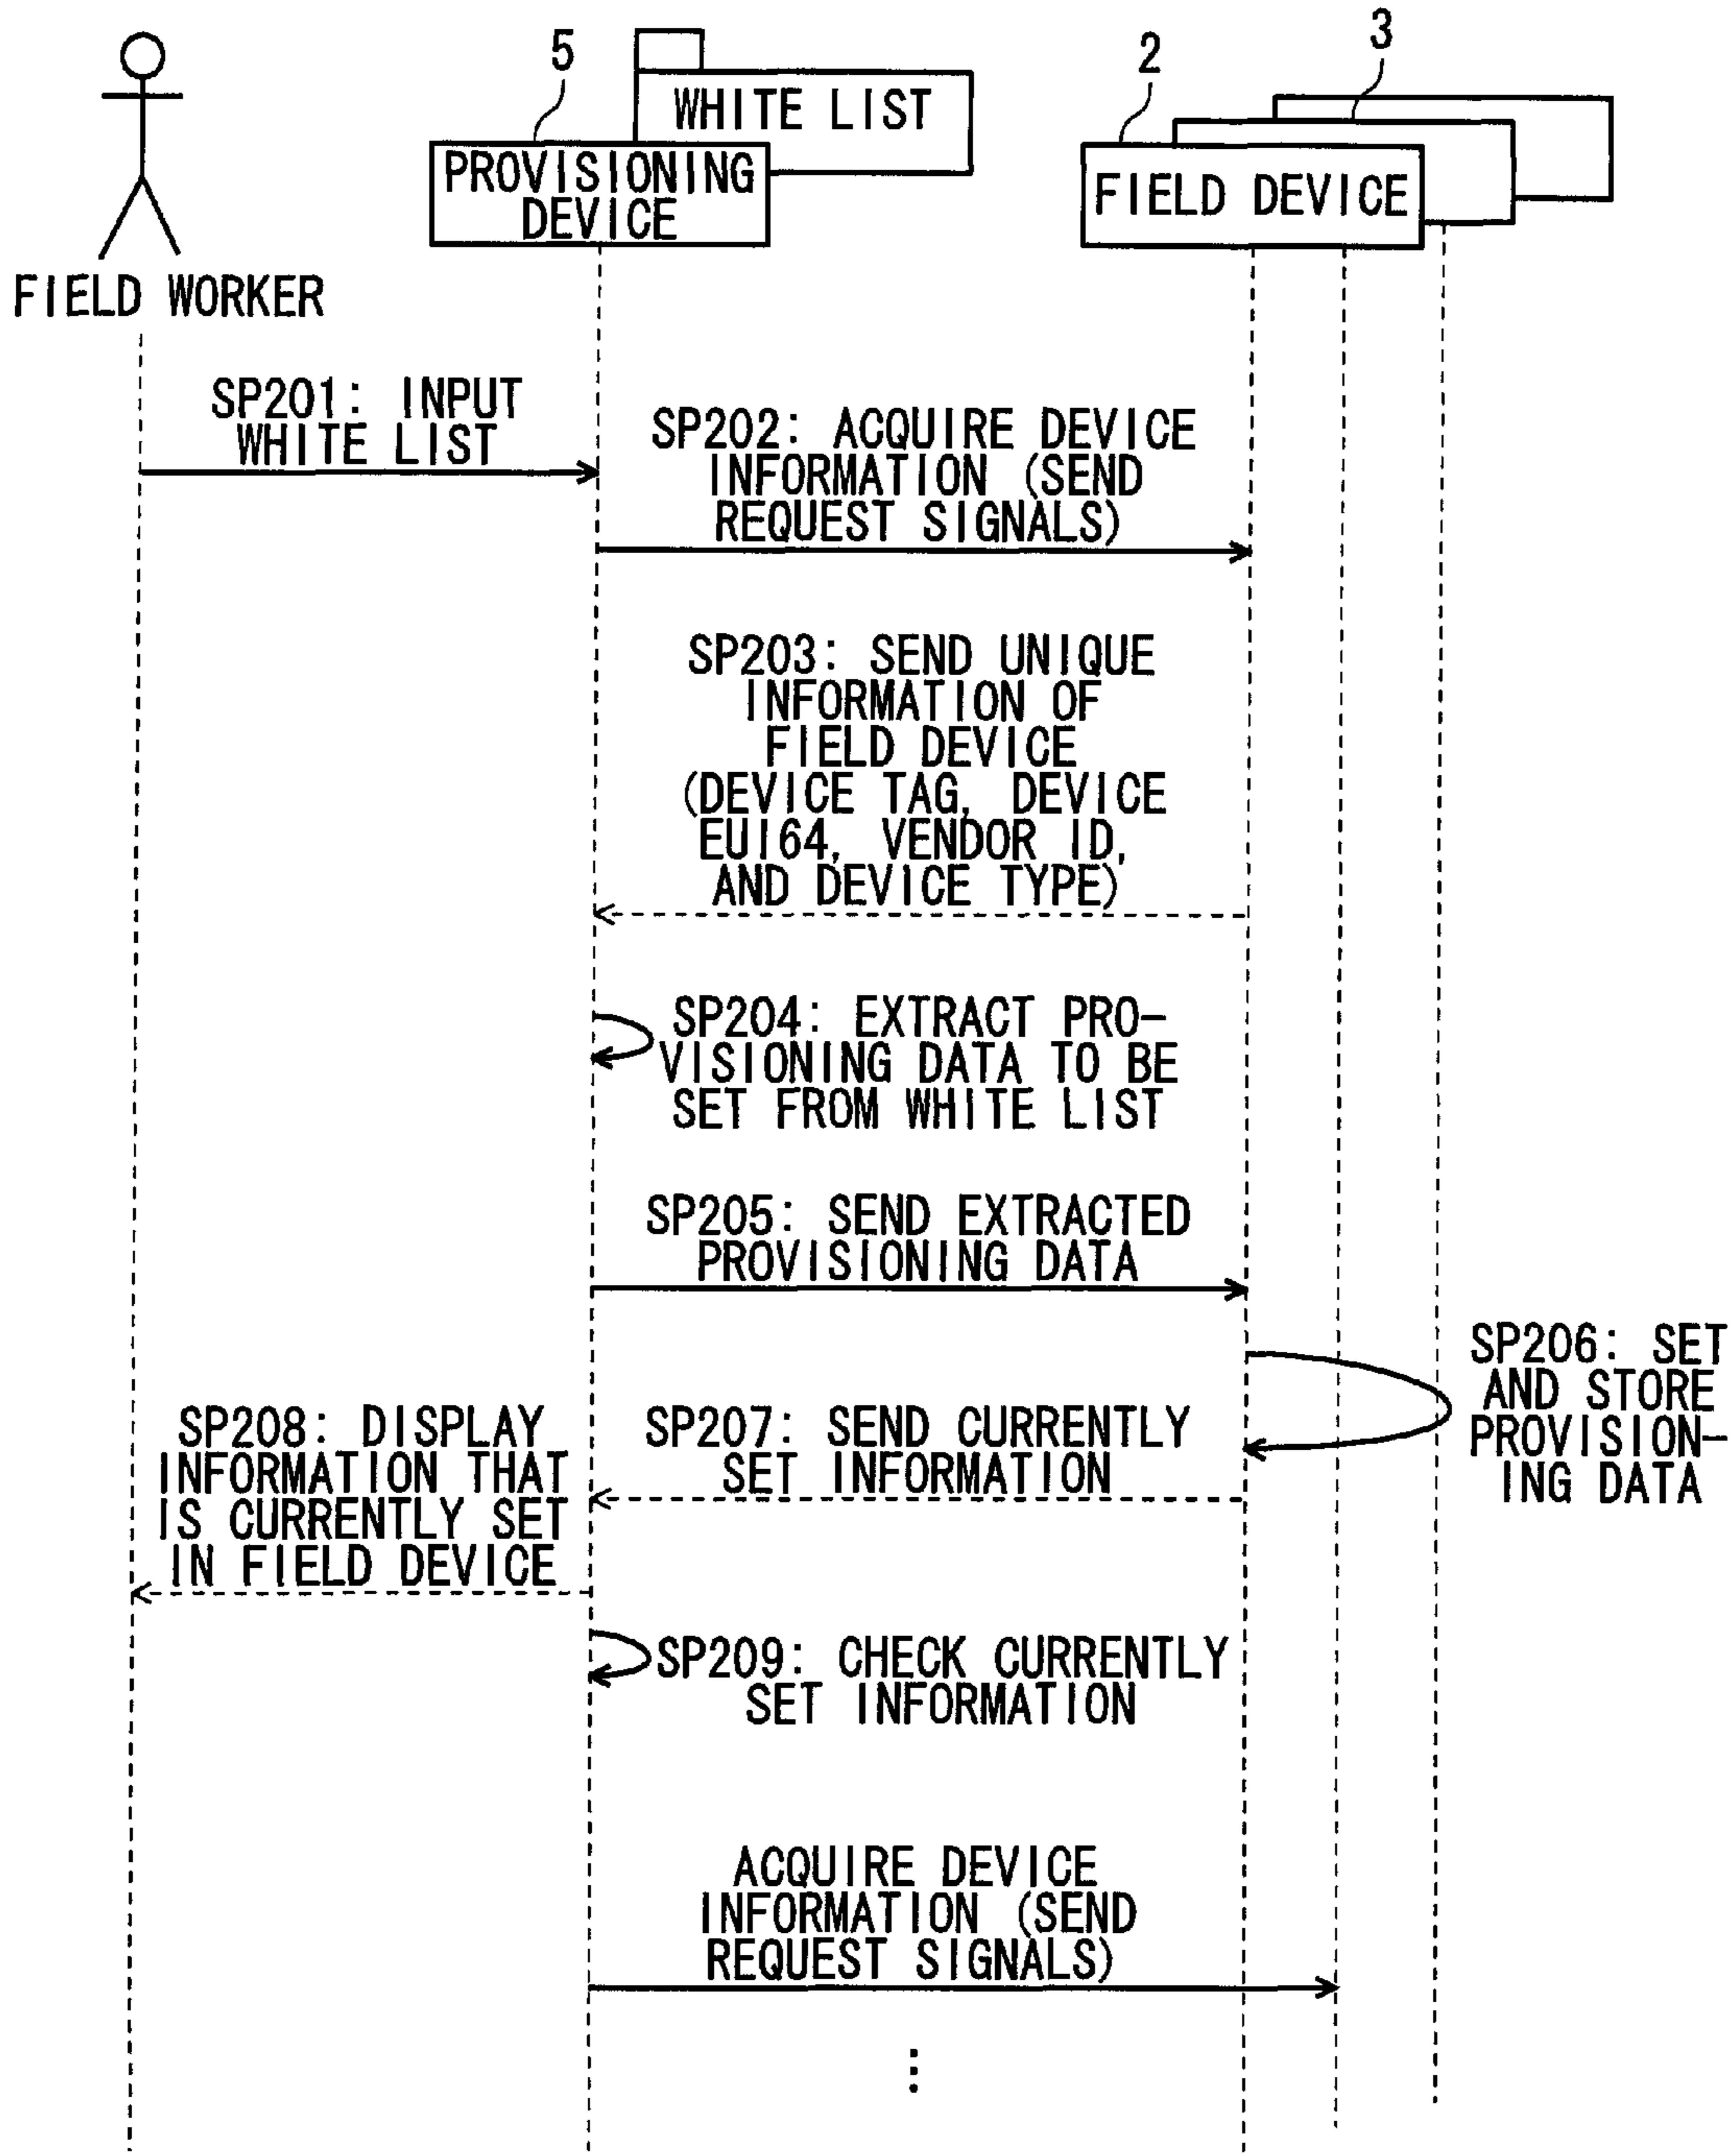 5
WHITE LIST
PROVISIONING
DEVICE
2
3
FIELD DEVICE
FIELD WORKER
SP201: INPUT
WHITE LIST
SP202: ACQUIRE DEVICE
INFORMATION (SEND
REQUEST SIGNALS)
SP203: SEND UNIQUE
INFORMATION OF
FIELD DEVICE
(DEVICE TAG, DEVICE
EUI64, VENDOR ID,
AND DEVICE TYPE)
SP204: EXTRACT PRO-
VISIONING DATA TO BE
SET FROM WHITE LIST
SP205: SEND EXTRACTED
PROVISIONING DATA
SP206: SET
AND STORE
PROVISION-
ING DATA
SP207: SEND CURRENTLY
SET INFORMATION
SP208: DISPLAY
INFORMATION THAT
IS CURRENTLY SET
IN FIELD DEVICE
SP209: CHECK CURRENTLY
SET INFORMATION
ACQUIRE DEVICE
INFORMATION (SEND
REQUEST SIGNALS)